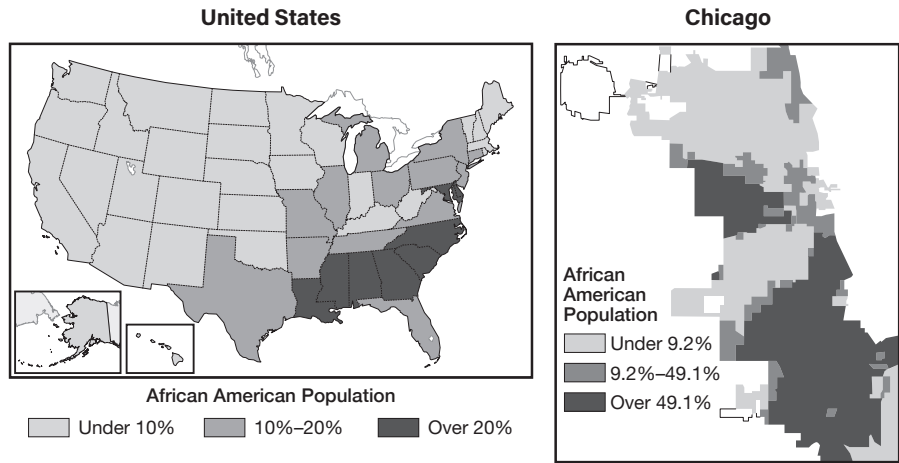 United States
African American Population
Under 10%
10%–20%
Over 20%
Chicago
African
American
Population
Under 9.2%
9.2%–49.1%
Over 49.1%